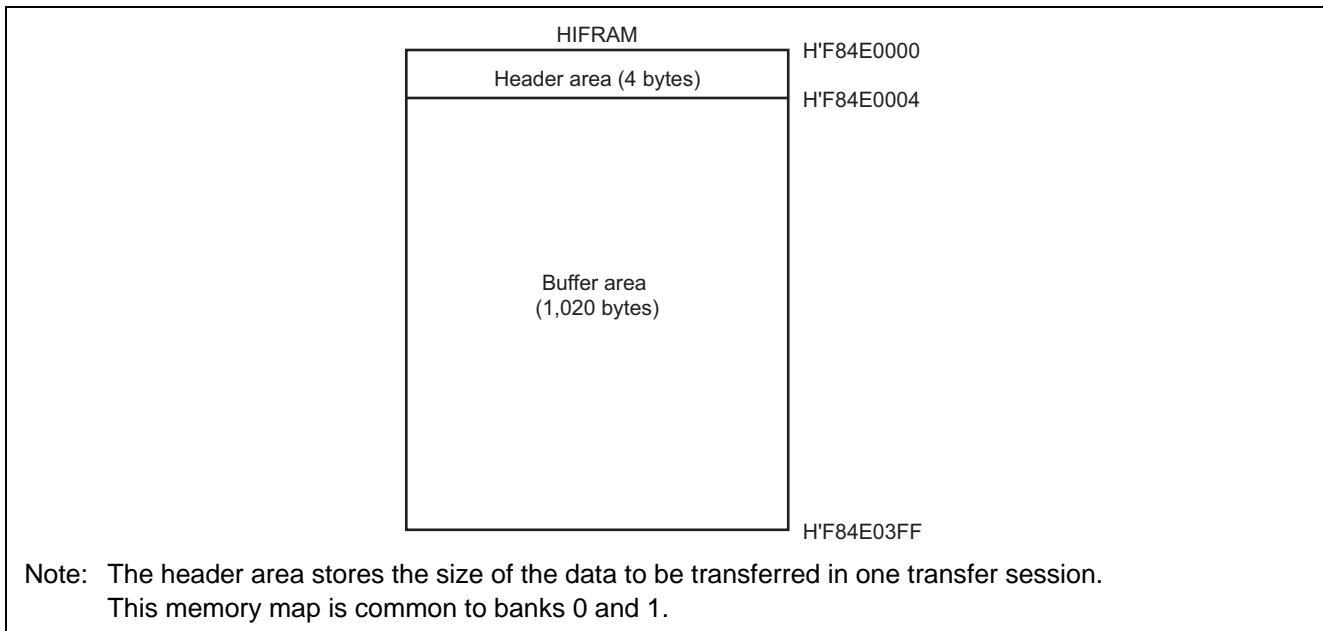 HIFRAM
H'F84E0000
Header area (4 bytes)
H'F84E0004
Buffer area
(1,020 bytes)
H'F84E03FF
Note: The header area stores the size of the data to be transferred in one transfer session.
This memory map is common to banks 0 and 1.